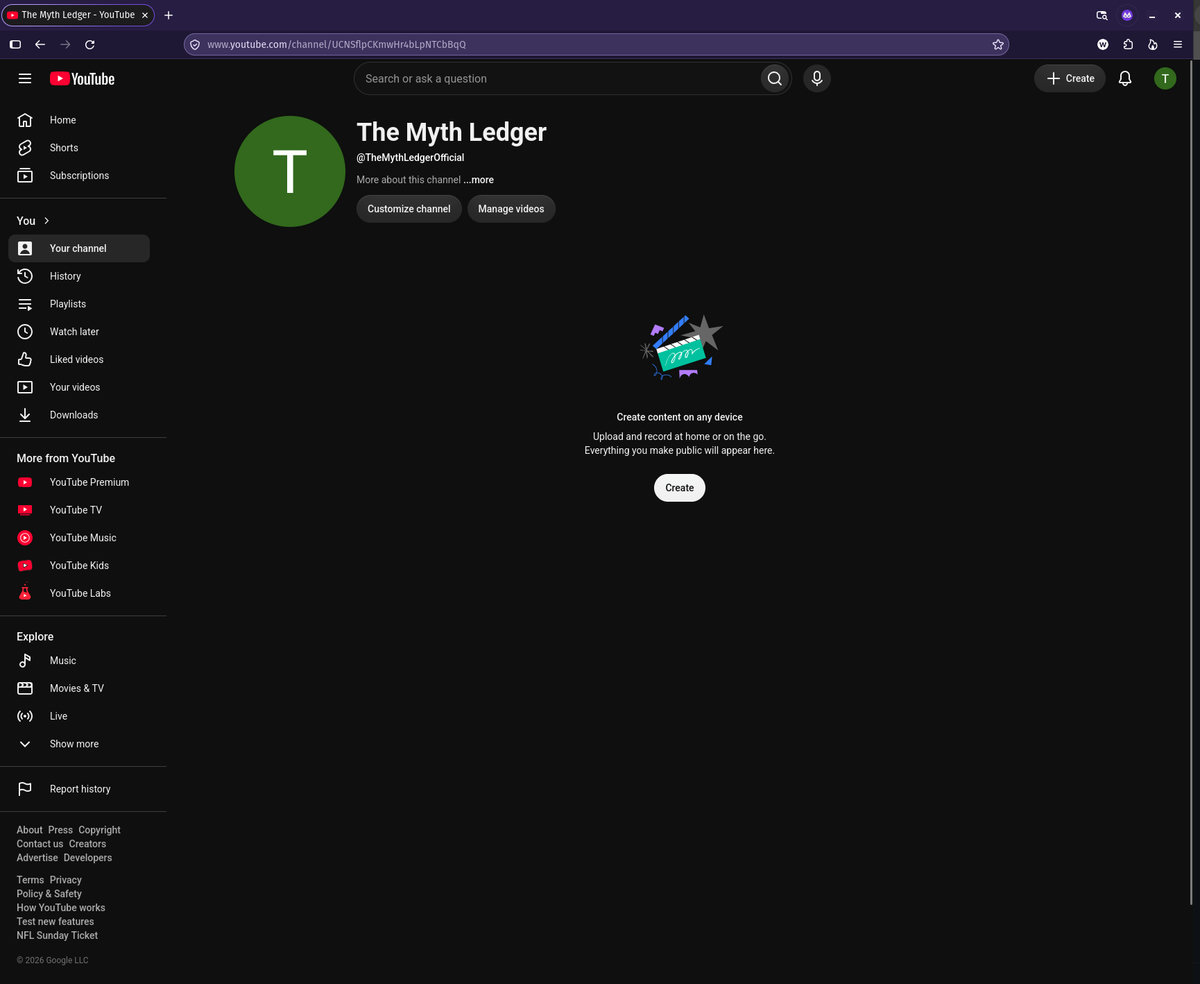 The Myth Ledger - YouTube
www.youtube.com/channel/UCNSflpCKmwHr4bLpNTCbBqQ
W
YouTube
Search or ask a question
Create
T
Home
Shorts
Subscriptions
You
Your channel
History
Playlists
Watch later
Liked videos
Your videos
Downloads
More from YouTube
YouTube Premium
YouTube TV
YouTube Music
YouTube Kids
YouTube Labs
Explore
Music
Movies & TV
Live
Show more
Report history
About Press Copyright
Contact us Creators
Advertise Developers
Terms Privacy
Policy & Safety
How YouTube works
Test new features
NFL Sunday Ticket
© 2026 Google LLC
T
The Myth Ledger
@TheMythLedgerOfficial
More about this channel ...more
Customize channel
Manage videos
Create content on any device
Upload and record at home or on the go.
Everything you make public will appear here.
Create